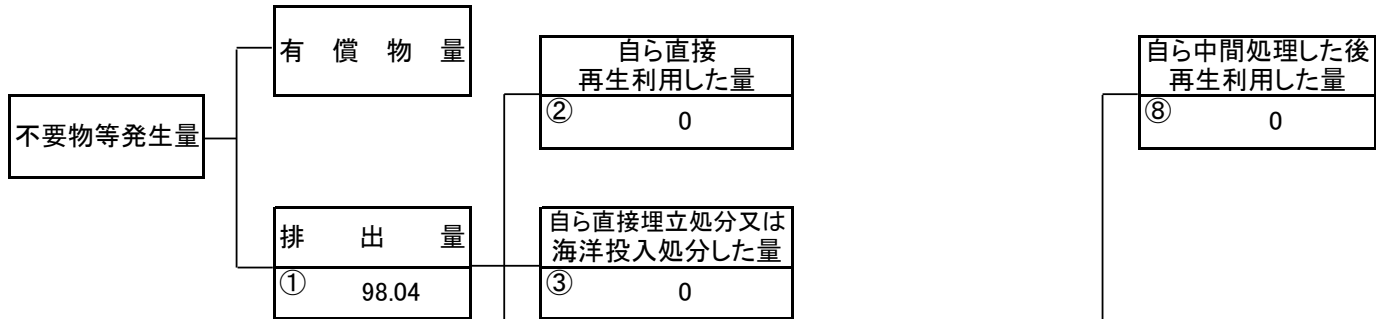 有償物量
自ら直接
再生利用した量
② 0
自ら中間処理した後
再生利用した量
⑧ 0
不要物等発生量
排出量
① 98.04
自ら直接埋立処分又は
海洋投入処分した量
③ 0